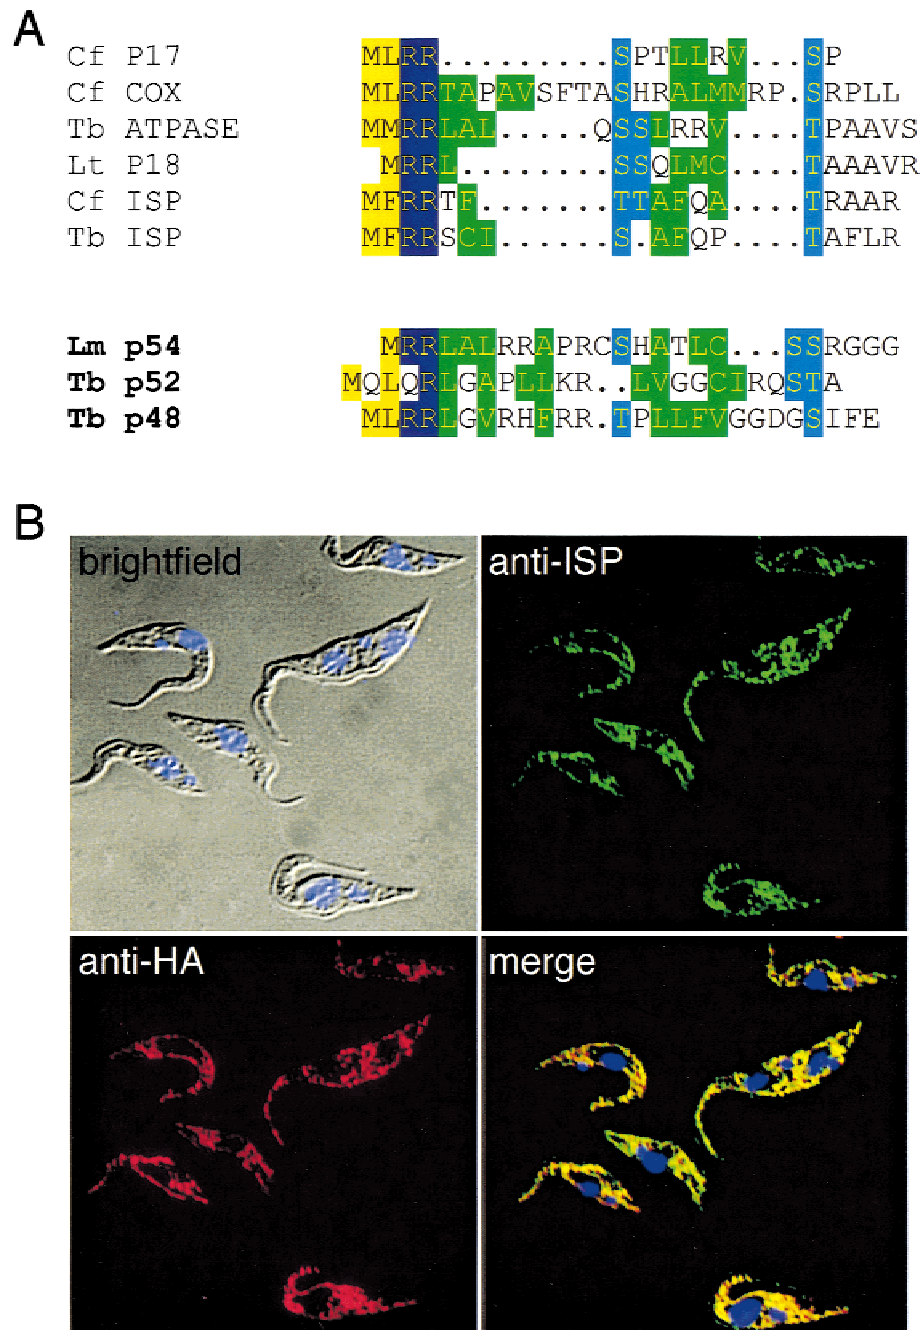 A
Cf P17 MLRR.........SPTLLRV...SP
Cf COX MLRRTAPAVSFTASHRALMMRP.SRPLL
Tb ATPASE MMRRLAL.....QSSLRRV....TPAAVS
Lt P18 MRRL........SSQLMC....TAAAVR
Cf ISP MFRRTF.......TTAFQA....TRAAR
Tb ISP MFRRSCI......S.AFQP....TAFLR
Lm p54 MRRLALRRAPRCSHATLC...SSRGGG
Tb p52 MQLQRLGAPLLKR..LVGGCIRQSTA
Tb p48 MLRRLGVRHFRR.TPLLFVGGDGSIFE
B
brightfield
anti-ISP
anti-HA
merge